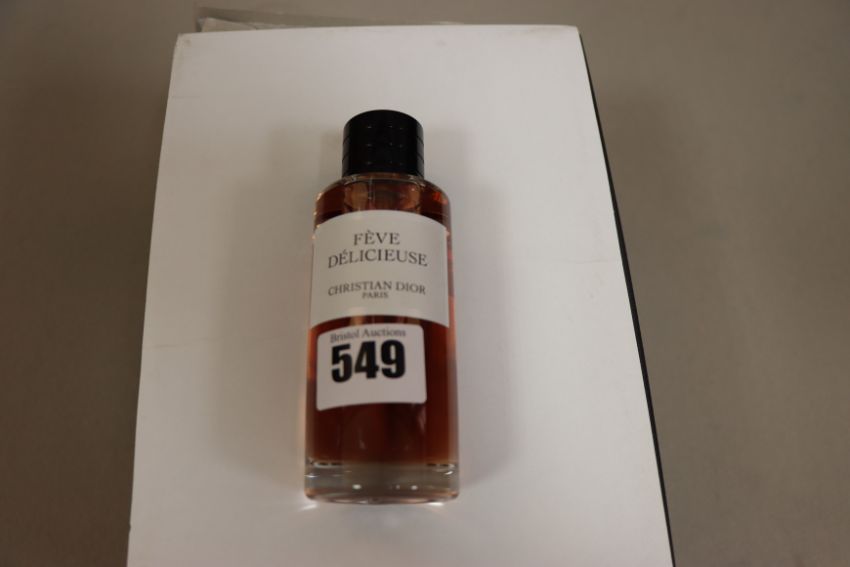 FÈVE
DÉLICIEUSE
CHRISTIAN DIOR
PARIS
Bristol Auctions
549